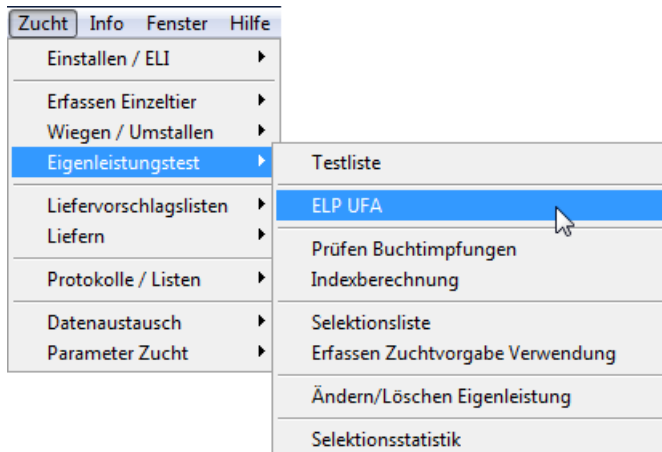 Zucht Info Fenster Hilfe
Einstallen / ELI
Erfassen Einzeltier
Wiegen / Umstallen
Eigenleistungstest
Testliste
Liefervorschlagslisten
ELP UFA
Liefern
Prüfen Buchtimpfungen
Protokolle / Listen
Indexberechnung
Datenaustausch
Selektionsliste
Parameter Zucht
Erfassen Zuchtvorgabe Verwendung
Ändern/Löschen Eigenleistung
Selektionsstatistik